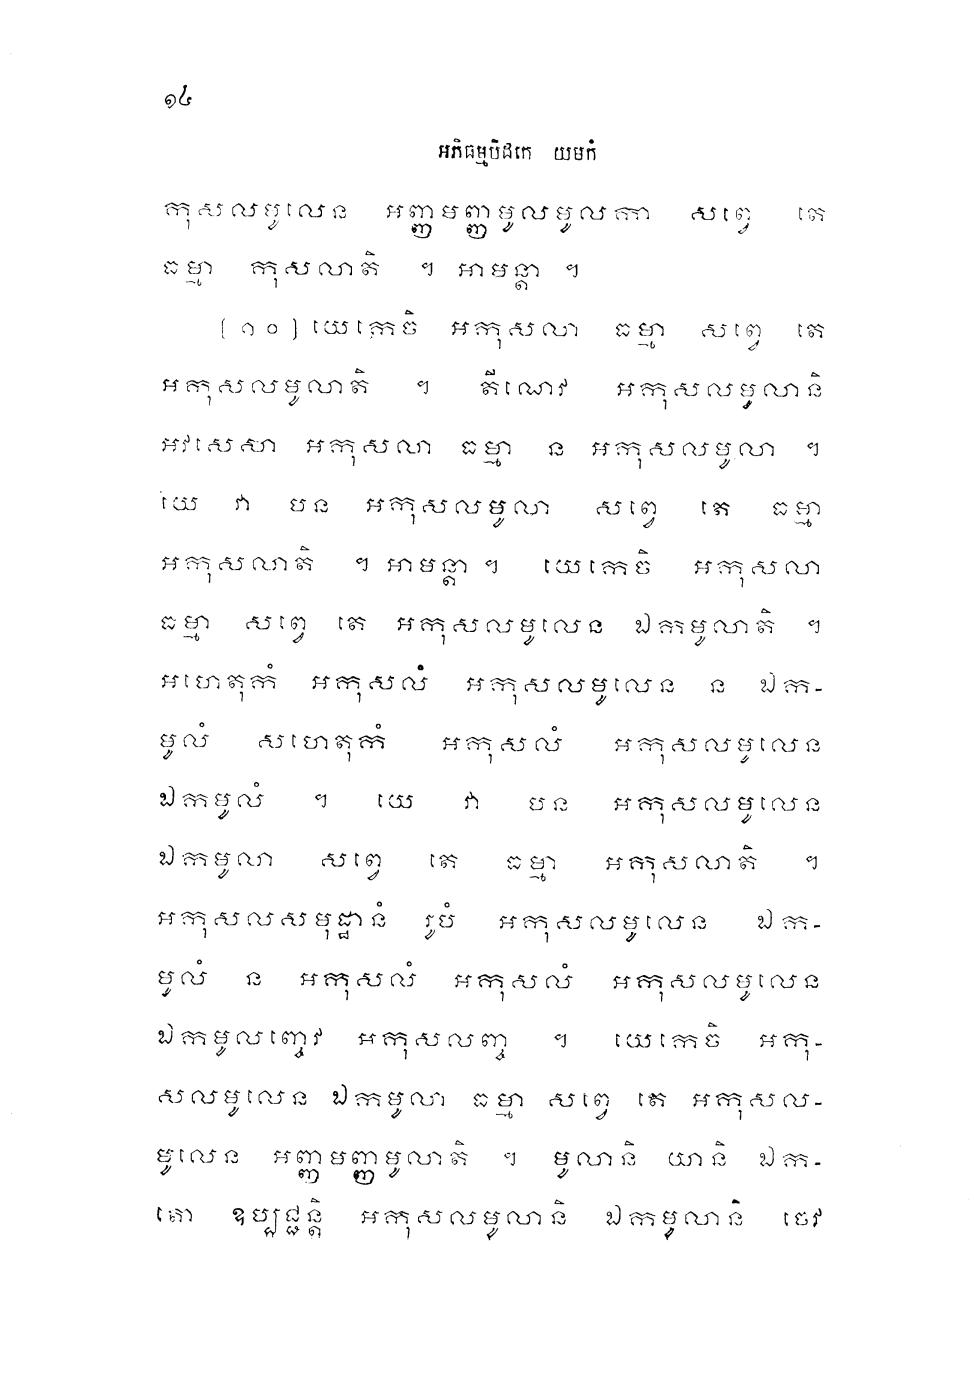 ១៤
អភិធម្មបិដកេ យមកំ
កុសលមូលេន អញ្ញមញ្ញមូលមូលកា សព្វេ តេ
ធម្មា កុសលាតិ ។ អាមន្តា ។
(១០) យេកេចិ អកុសលា ធម្មា សព្វេ តេ
អកុសលមូលាតិ ។ តីណេវ អកុសលមូលានិ
អវសេសា អកុសលា ធម្មា ន អកុសលមូលា ។
យេ វា បន អកុសលមូលា សព្វេ តេ ធម្មា
អកុសលាតិ ។ អាមន្តា ។ យេកេចិ អកុសលា
ធម្មា សព្វេ តេ អកុសលមូលេន ឯកមូលាតិ ។
អហេតុកំ អកុសលំ អកុសលមូលេន ន ឯក-
មូលំ សហេតុកំ អកុសលំ អកុសលមូលេន
ឯកមូលំ ។ យេ វា បន អកុសលមូលេន
ឯកមូលា សព្វេ តេ ធម្មា អកុសលាតិ ។
អកុសលសមុដ្ឋានំ រូបំ អកុសលមូលេន ឯក-
មូលំ ន អកុសលំ អកុសលំ អកុសលមូលេន
ឯកមូលញ្ចេវ អកុសលញ្ច ។ យេកេចិ អកុ-
សលមូលេន ឯកមូលា ធម្មា សព្វេ តេ អកុសល-
មូលេន អញ្ញមញ្ញមូលាតិ ។ មូលានិ យានិ ឯក-
តោ ឧប្បជ្ជន្តិ អកុសលមូលានិ ឯកមូលានិ ចេវ